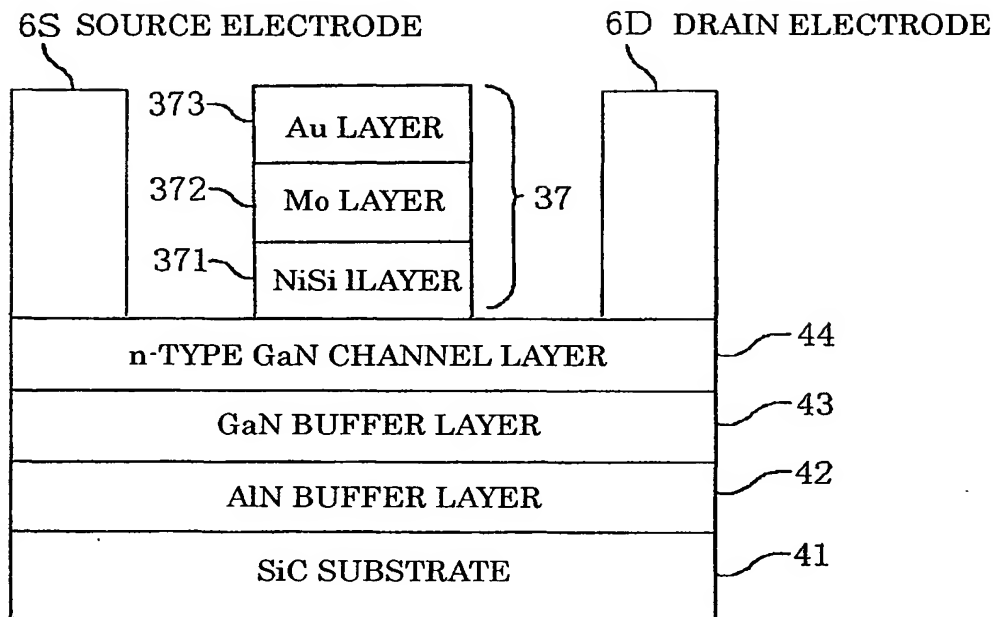 6S SOURCE ELECTRODE
6D DRAIN ELECTRODE
373
Au LAYER
372
Mo LAYER
37
371
NiSi lLAYER
n-TYPE GaN CHANNEL LAYER
44
GaN BUFFER LAYER
43
AlN BUFFER LAYER
42
SiC SUBSTRATE
41